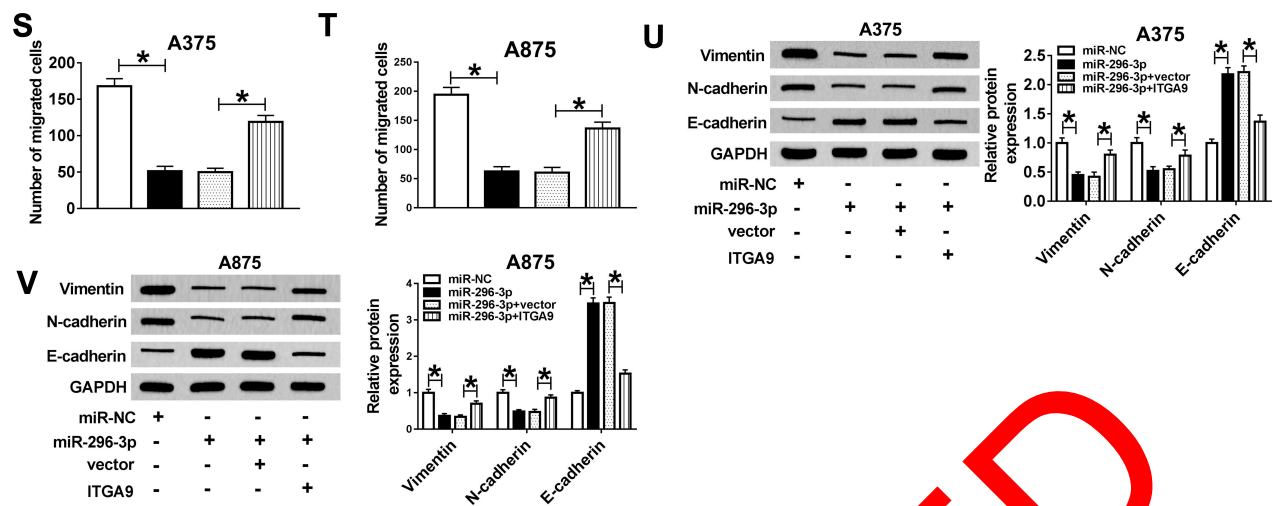 S
A375
Number of migrated cells
200
150
100
50
0
*
*
T
A875
Number of migrated cells
250
200
150
100
50
0
*
*
U
A375
Vimentin
N-cadherin
E-cadherin
GAPDH
miR-NC + - - -
miR-296-3p - + + +
vector - - + -
ITGA9 - - - +
A375
miR-NC
miR-296-3p
miR-296-3p+vector
miR-296-3p+ITGA9
Relative protein
expression
2.5
2.0
1.5
1.0
0.5
0.0
* * * * * *
Vimentin
N-cadherin
E-cadherin
V
A875
Vimentin
N-cadherin
E-cadherin
GAPDH
miR-NC + - - -
miR-296-3p - + + +
vector - - + -
ITGA9 - - - +
A875
miR-NC
miR-296-3p
miR-296-3p+vector
miR-296-3p+ITGA9
Relative protein
expression
4
3
2
1
0
* * * * * *
Vimentin
N-cadherin
E-cadherin